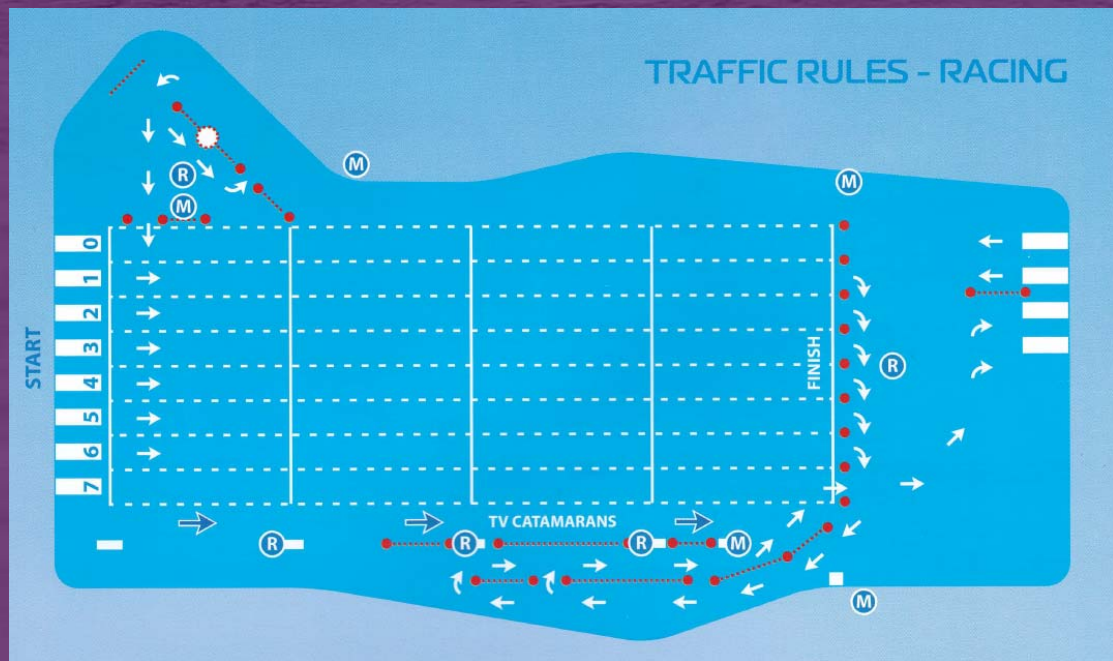 TRAFFIC RULES - RACING
M
M
R
M
START
0
1
2
3
4
5
6
7
FINISH
R
TV CATAMARANS
R
R
R
M
M